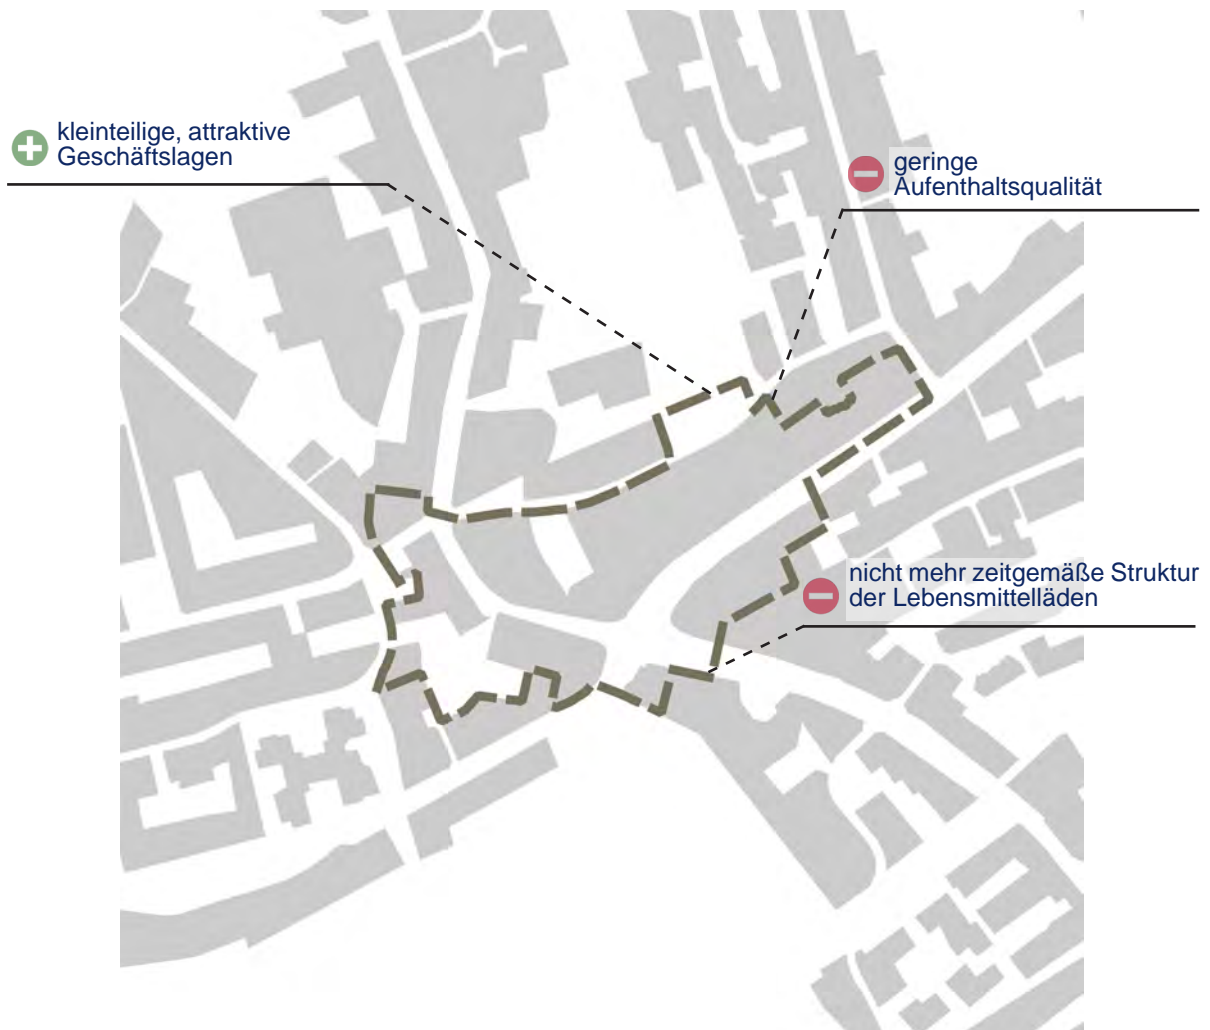 kleinteilige, attraktive
Geschäftslagen
geringe
Aufenthaltsqualität
nicht mehr zeitgemäße Struktur
der Lebensmittelläden